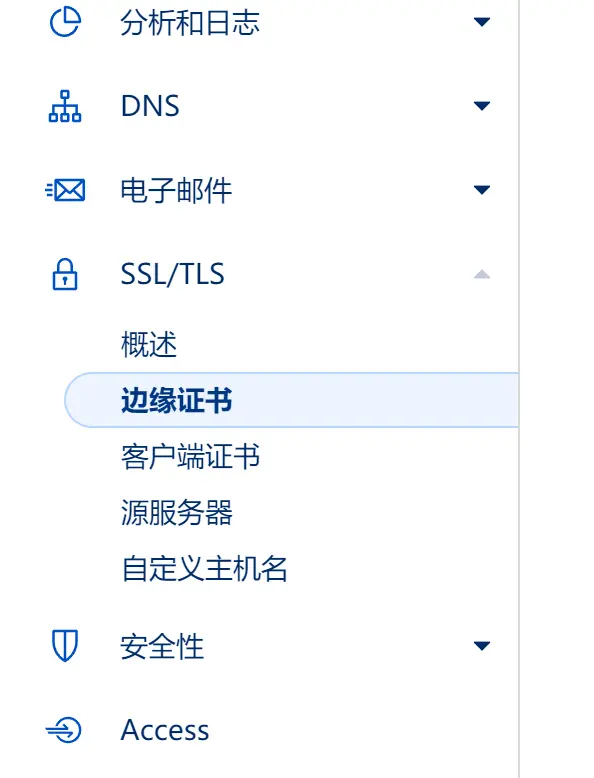 分析和日志
DNS
电子邮件
SSL/TLS
概述
边缘证书
客户端证书
源服务器
自定义主机名
安全性
Access